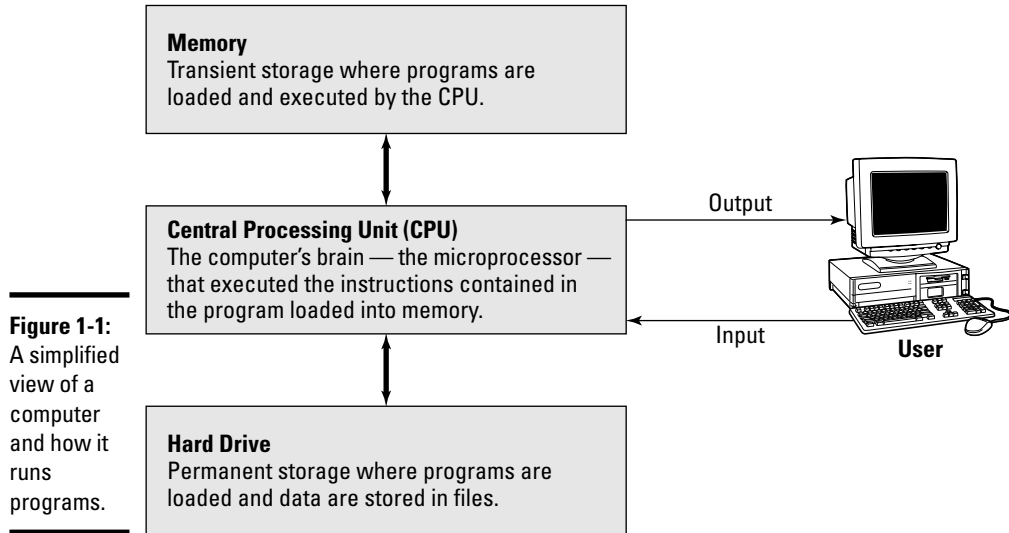 Memory
Transient storage where programs are
loaded and executed by the CPU.
Output
Central Processing Unit (CPU)
The computer's brain — the microprocessor —
that executed the instructions contained in
the program loaded into memory.
Input
User
Figure 1-1:
A simplified
view of a
computer
and how it
runs
programs.
Hard Drive
Permanent storage where programs are
loaded and data are stored in files.